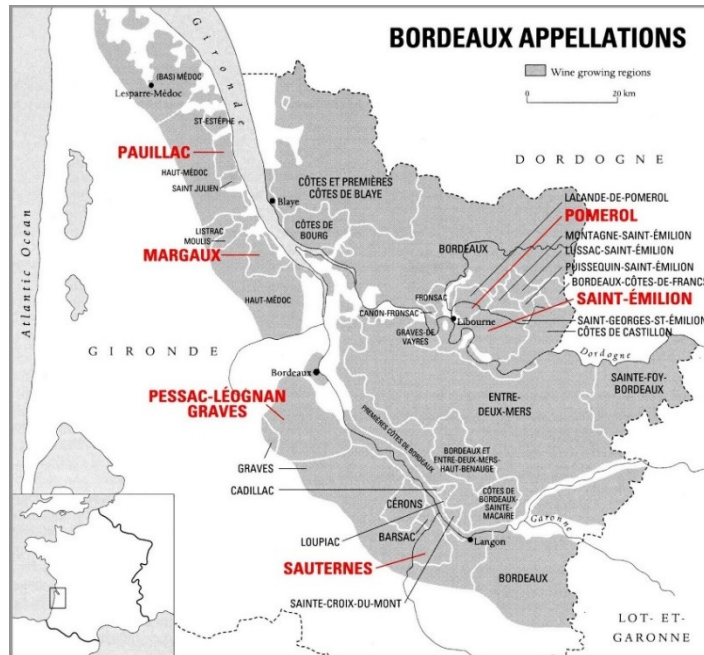 BORDEAUX APPELLATIONS
Wine growing regions
20 km
Gironde
(BAS) MÉDOC
Lesparre-Médoc
ST-ESTÈPHE
PAUILLAC
HAUT-MÉDOC
SAINT JULIEN
Blaye
CÔTES ET PREMIÈRES
CÔTES DE BLAYE
CÔTES DE
BOURG
LISTRAC
MOULIS
MARGAUX
HAUT-MÉDOC
Atlantic Ocean
DORDOGNE
LALANDE-DE-POMEROL
POMEROL
BORDEAUX
MONTAGNE-SAINT-ÉMILION
LUSSAC-SAINT-ÉMILION
PUISSEQUIN-SAINT-ÉMILION
BORDEAUX-CÔTES-DE-FRANCS
FRONSAC
SAINT-ÉMILION
CANON-FRONSAC
Libourne
SAINT-GEORGES-ST-ÉMILION
GRAVES-DE
VAYRES
CÔTES DE CASTILLON
GIRONDE
Dordogne
Bordeaux
SAINTE-FOY-
BORDEAUX
PESSAC-LÉOGNAN
GRAVES
ENTRE-
DEUX-MERS
PREMIÈRES CÔTES DE BORDEAUX
BORDEAUX ET
ENTRE-DEUX-MERS-
HAUT-BENAUGE
GRAVES
CADILLAC
CÔTES DE
BORDEAUX-
SAINTE-
MACAIRE
CÉRONS
Garonne
LOUPIAC
BARSAC
Langon
SAUTERNES
BORDEAUX
SAINTE-CROIX-DU-MONT
LOT-ET-
GARONNE